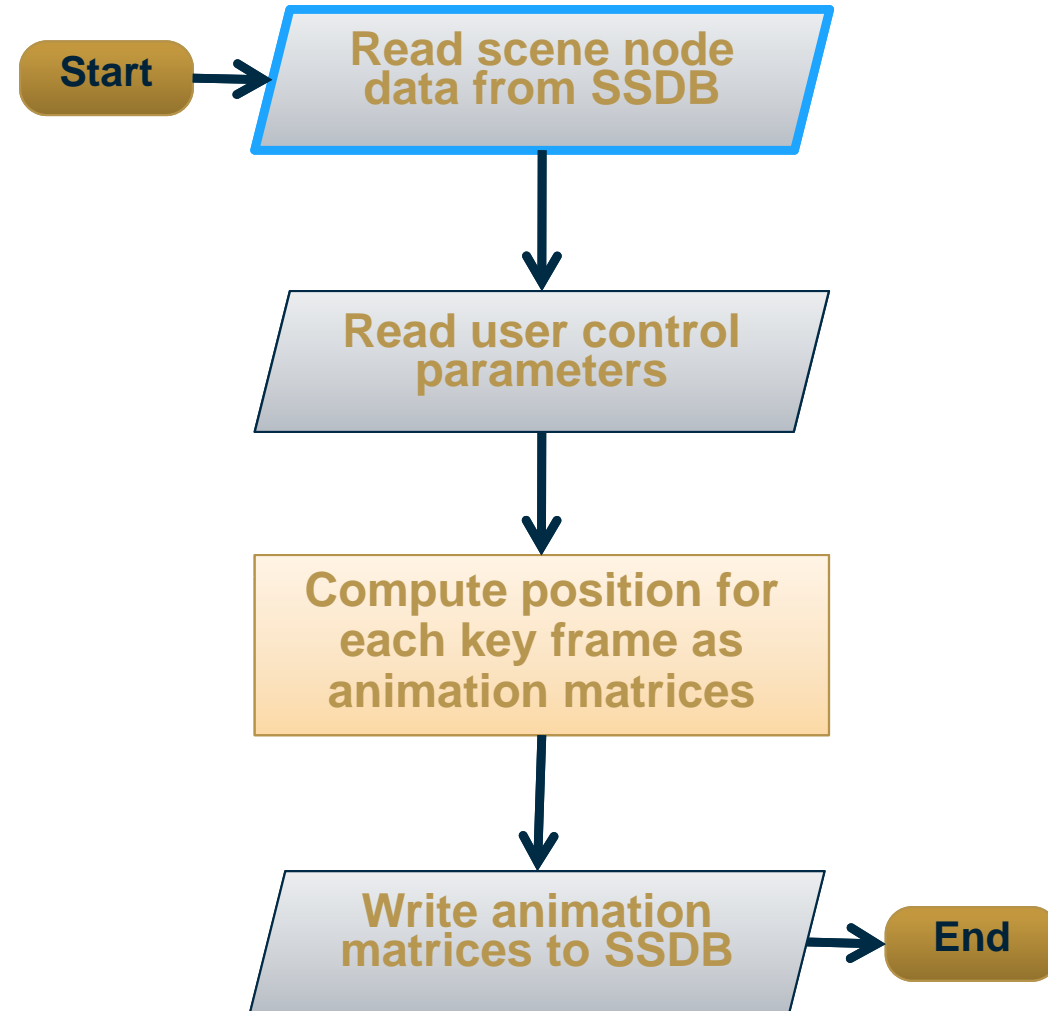 Start
Read scene node
data from SSDB
Read user control
parameters
Compute position for
each key frame as
animation matrices
Write animation
matrices to SSDB
End